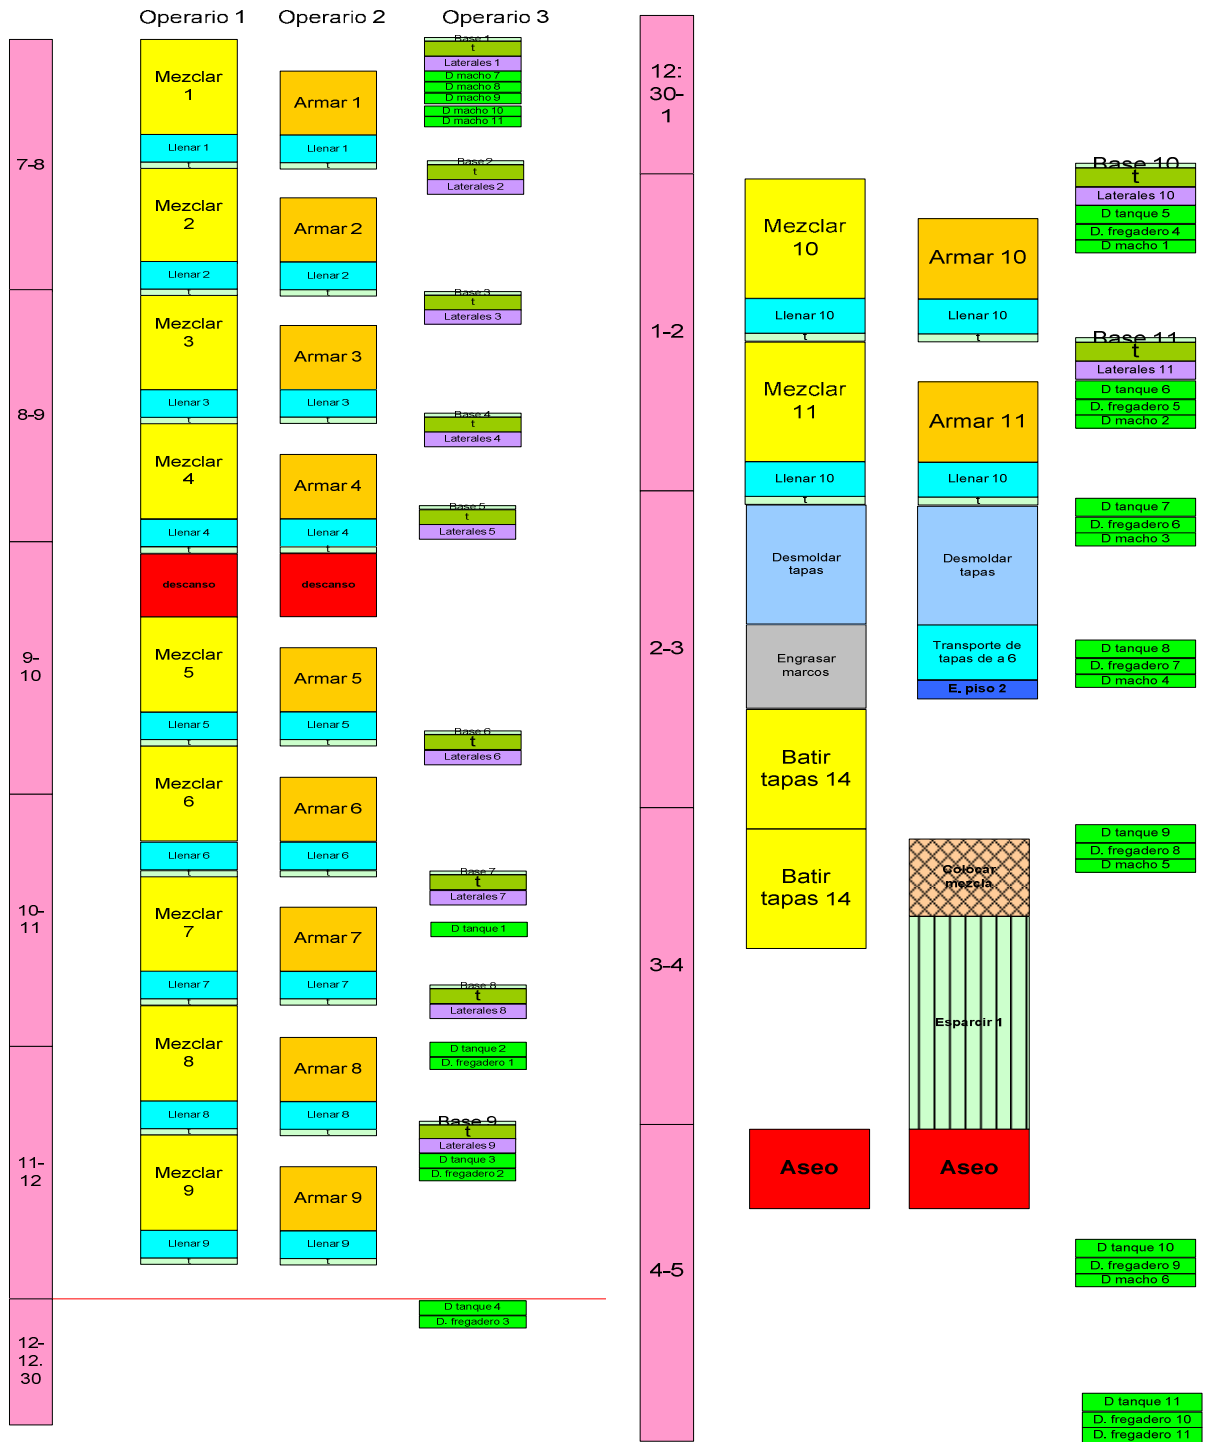 Operario 1
Operario 2
Operario 3
7-8
8-9
9-
10
10-
11
11-
12
12-
12.
30
Mezclar
1
Llenar 1
t
Mezclar
2
Llenar 2
t
Mezclar
3
Llenar 3
t
Mezclar
4
Llenar 4
t
descanso
Mezclar
5
Llenar 5
t
Mezclar
6
Llenar 6
t
Mezclar
7
Llenar 7
t
Mezclar
8
Llenar 8
t
Mezclar
9
Llenar 9
t
Armar 1
Llenar 1
t
Armar 2
Llenar 2
t
Armar 3
Llenar 3
t
Armar 4
Llenar 4
t
descanso
Armar 5
Llenar 5
t
Armar 6
Llenar 6
t
Armar 7
Llenar 7
t
Armar 8
Llenar 8
t
Armar 9
Llenar 9
t
Base 1
t
Laterales 1
D macho 7
D macho 8
D macho 9
D macho 10
D macho 11
Base 2
t
Laterales 2
Base 3
t
Laterales 3
Base 4
t
Laterales 4
Base 5
t
Laterales 5
Base 6
t
Laterales 6
Base 7
t
Laterales 7
D tanque 1
Base 8
t
Laterales 8
D tanque 2
D. fregadero 1
Base 9
t
Laterales 9
D tanque 3
D. fregadero 2
D tanque 4
D. fregadero 3
12:
30-
1
1-2
2-3
3-4
4-5
Mezclar
10
Llenar 10
t
Mezclar
11
Llenar 10
t
Desmoldar
tapas
Engrasar
marcos
Batir
tapas 14
Batir
tapas 14
Aseo
Armar 10
Llenar 10
t
Armar 11
Llenar 10
t
Desmoldar
tapas
Transporte de
tapas de a 6
E. piso 2
Colocar
mezcla
Esparcir 1
Aseo
Base 10
t
Laterales 10
D tanque 5
D. fregadero 4
D macho 1
Base 11
t
Laterales 11
D tanque 6
D. fregadero 5
D macho 2
D tanque 7
D. fregadero 6
D macho 3
D tanque 8
D. fregadero 7
D macho 4
D tanque 9
D. fregadero 8
D macho 5
D tanque 10
D. fregadero 9
D macho 6
D tanque 11
D. fregadero 10
D. fregadero 11